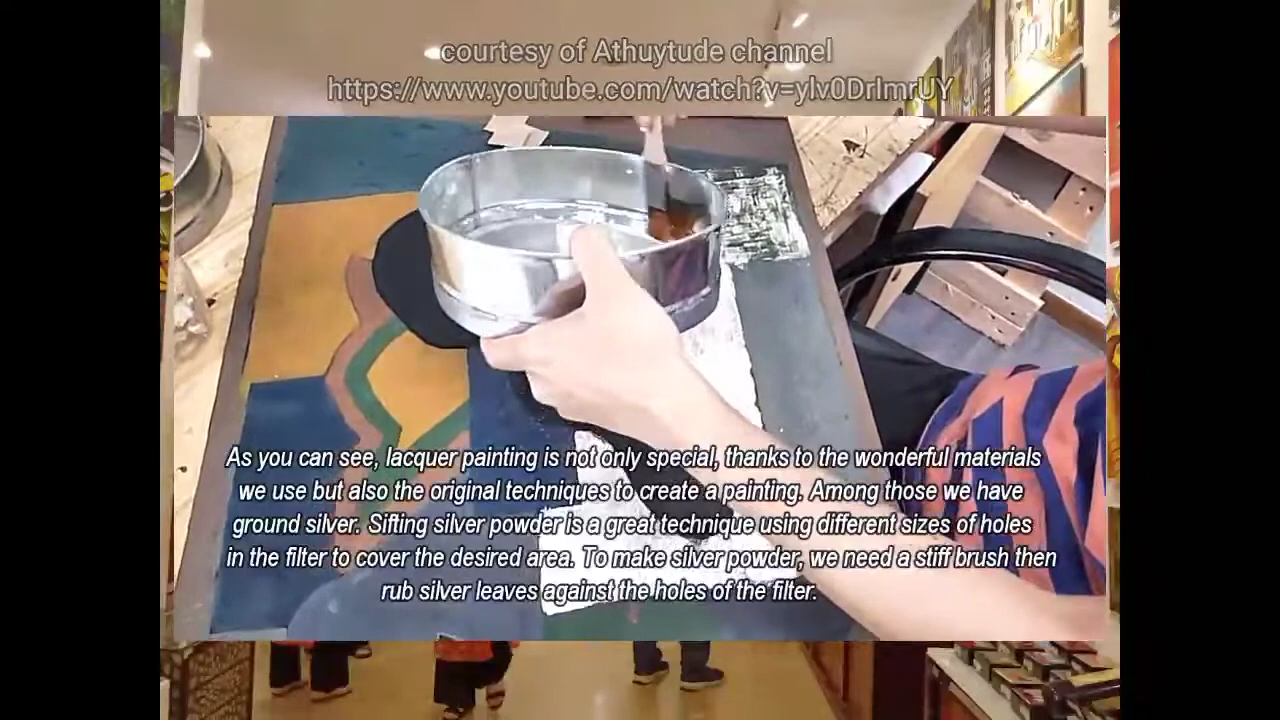 courtesy of Athuytude channel
https://www.youtube.com/watch?v=ylv0DrImrUY
As you can see, lacquer painting is not only special, thanks to the wonderful materials
we use but also the original techniques to create a painting. Among those we have
ground silver. Sifting silver powder is a great technique using different sizes of holes
in the filter to cover the desired area. To make silver powder, we need a stiff brush then
rub silver leaves against the holes of the filter.